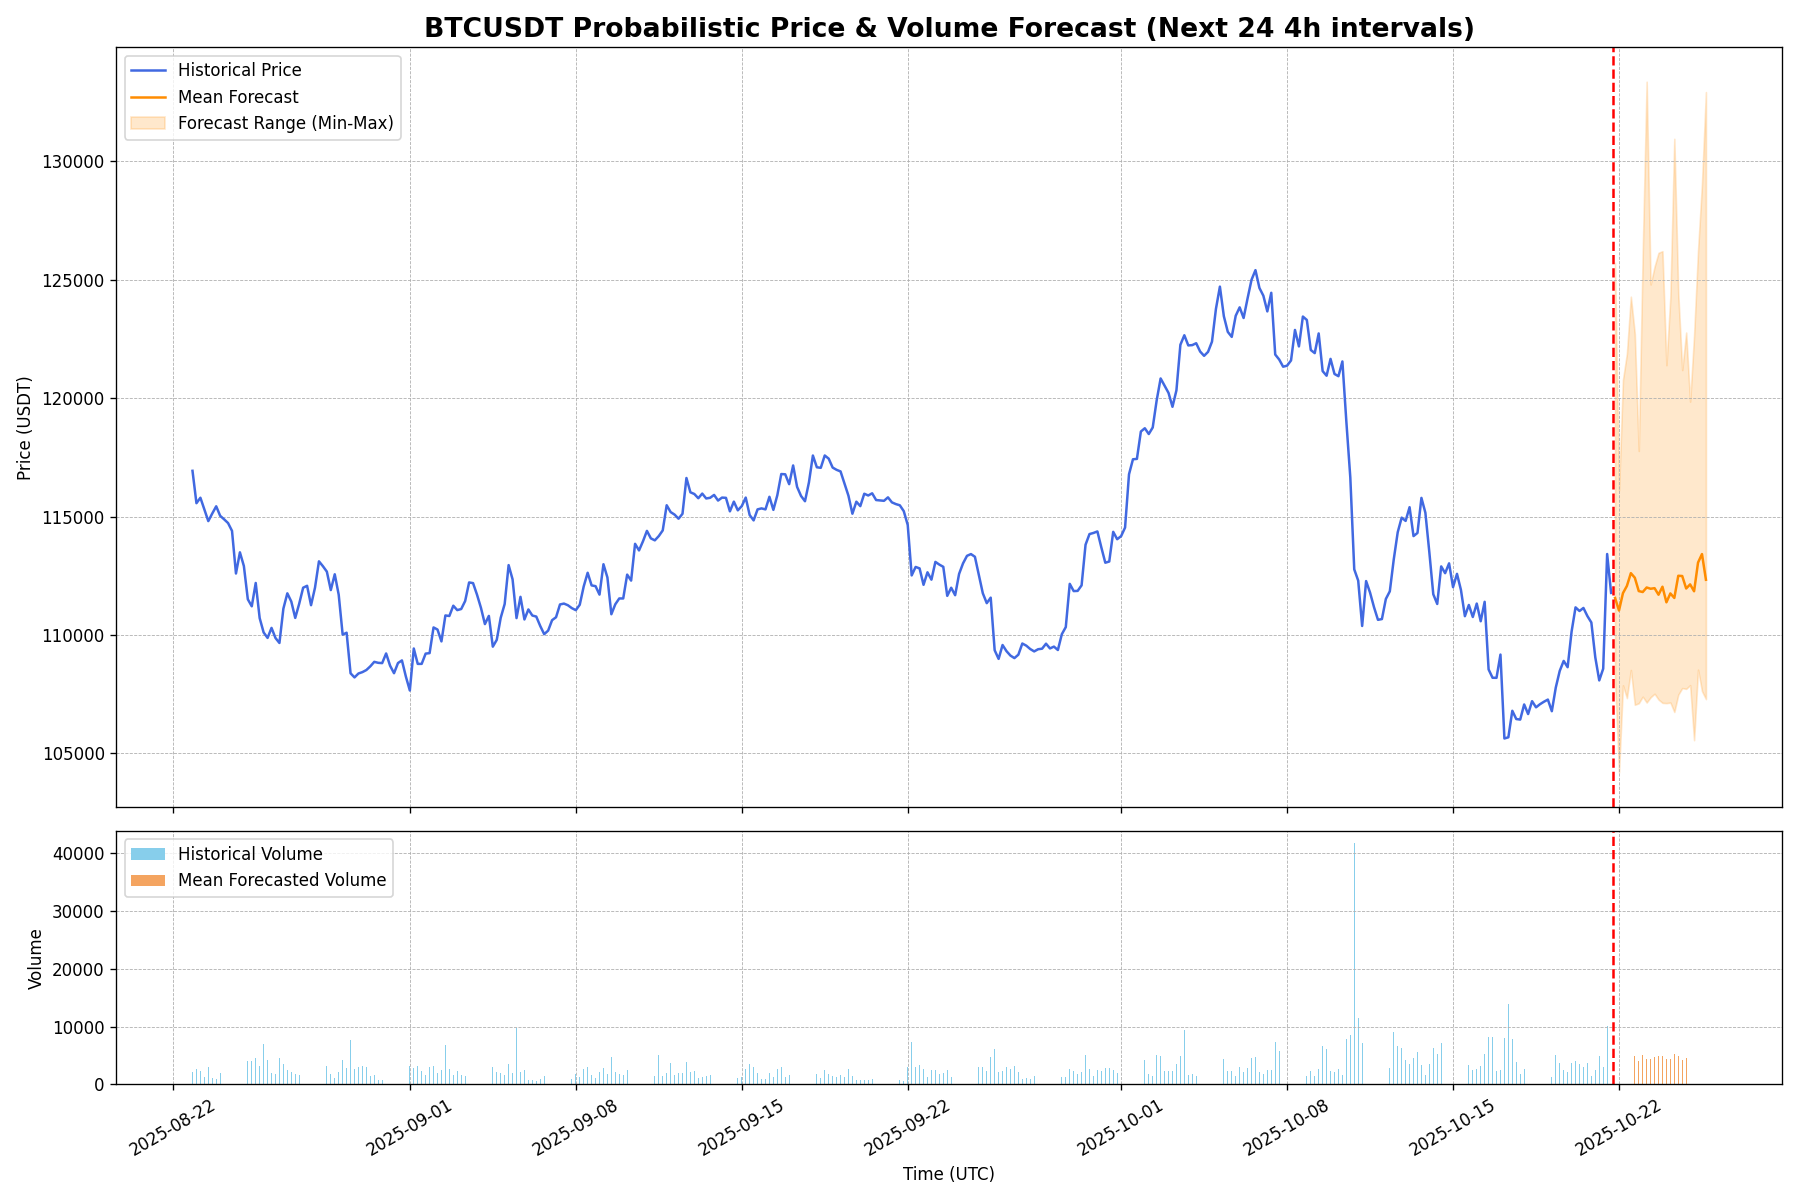 BTCUSDT Probabilistic Price & Volume Forecast (Next 24 4h intervals)
Historical Price
Mean Forecast
Forecast Range (Min-Max)
Price (USDT)
130000
125000
120000
115000
110000
105000
Historical Volume
Mean Forecasted Volume
Volume
40000
30000
20000
10000
0
2025-08-22
2025-09-01
2025-09-08
2025-09-15
2025-09-22
2025-10-01
2025-10-08
2025-10-15
2025-10-22
Time (UTC)